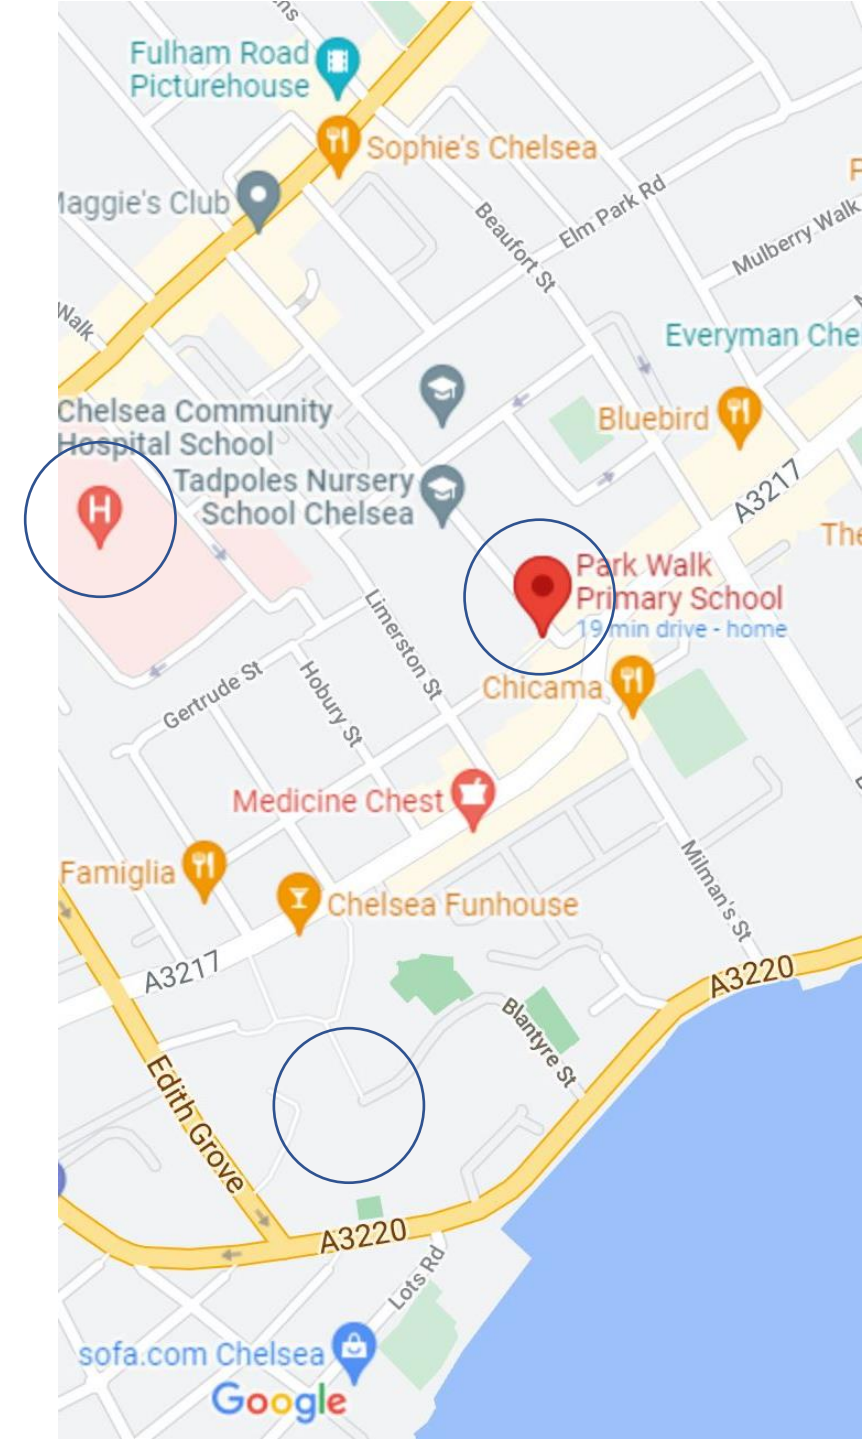 ns
Fulham Road
Picturehouse
Sophie's Chelsea
Maggie's Club
Elm Park Rd
Beaufort St
Mulberry Walk
Walk
Everyman Che
Chelsea Community
Hospital School
Bluebird
Tadpoles Nursery
School Chelsea
A3217
The
H
Park Walk
Primary School
19 min drive - home
Limerston St
Gertrude St
Hobury St
Chicama
Medicine Chest
Milman's St
Famiglia
Chelsea Funhouse
A3217
A3220
Blantyre St
Edith Grove
A3220
Lots Rd
sofa.com Chelsea
Google